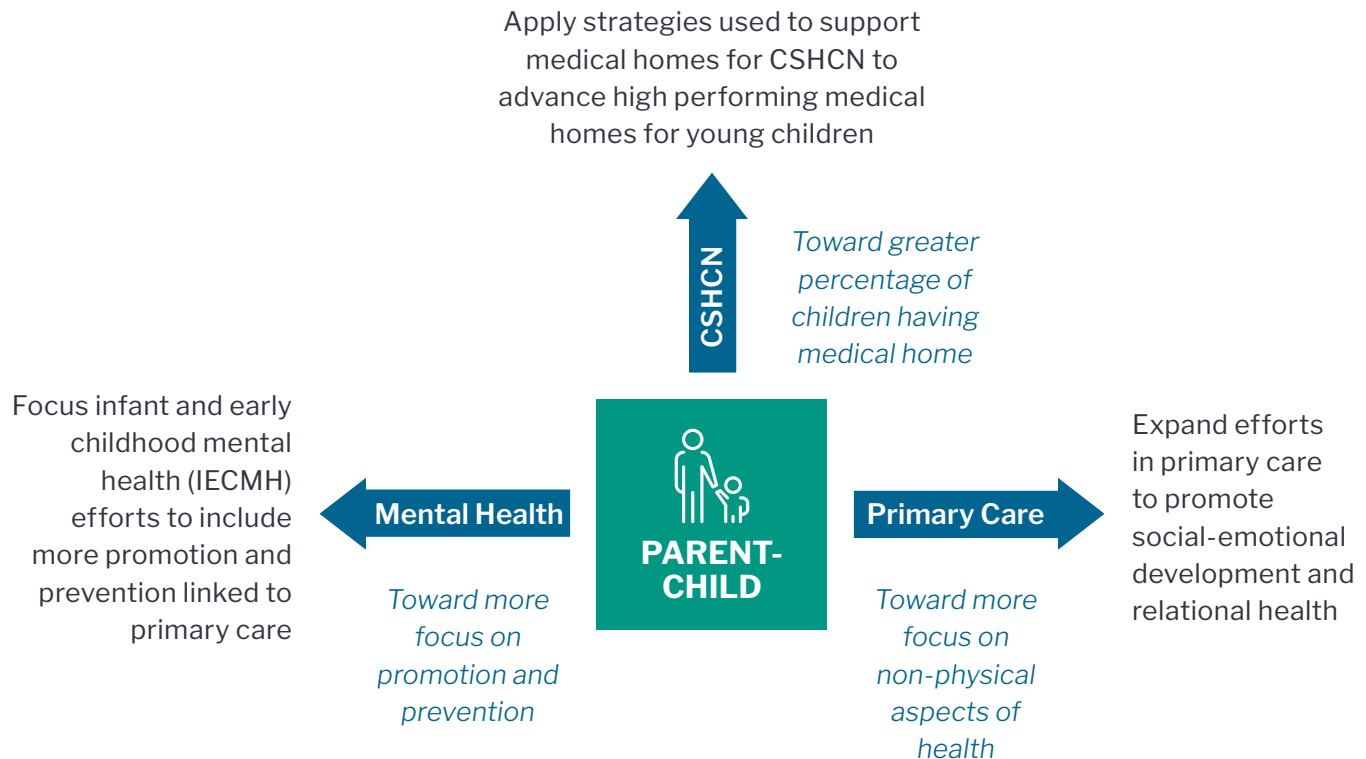 Apply strategies used to support
medical homes for CSHCN to
advance high performing medical
homes for young children
CSHCN
Toward greater
percentage of
children having
medical home
Focus infant and early
childhood mental
health (IECMH)
efforts to include
more promotion and
prevention linked to
primary care
Mental Health
Toward more
focus on
promotion and
prevention
PARENT-
CHILD
Primary Care
Toward more
focus on
non-physical
aspects of
health
Expand efforts
in primary care
to promote
social-emotional
development and
relational health